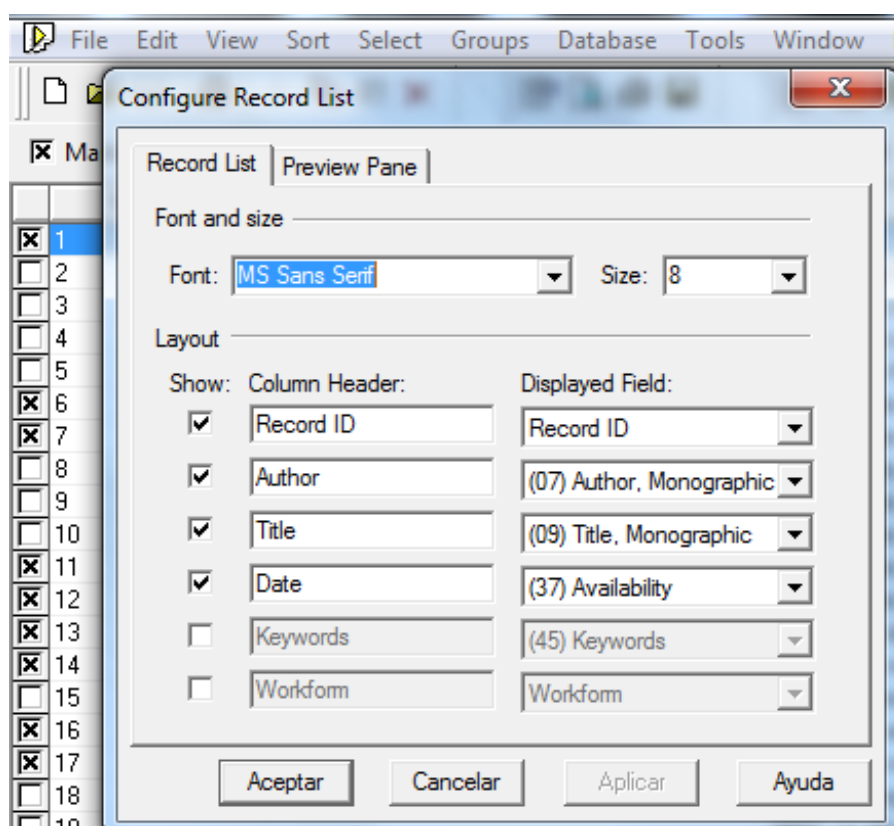 File Edit View Sort Select Groups Database Tools Window
Configure Record List
Ma
Record List Preview Pane
Font and size
Font: MS Sans Serif Size: 8
Layout
Show: Column Header: Displayed Field:
Record ID Record ID
Author (07) Author, Monographic
Title (09) Title, Monographic
Date (37) Availability
Keywords (45) Keywords
Workform Workform
Aceptar Cancelar Aplicar Ayuda
1
2
3
4
5
6
7
8
9
10
11
12
13
14
15
16
17
18